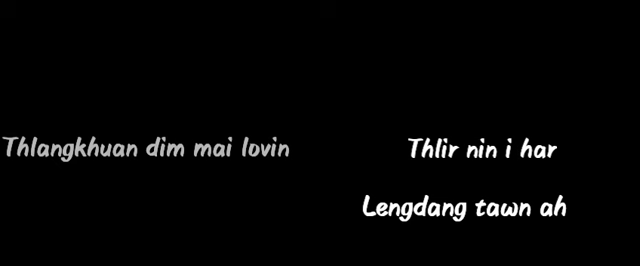 Thlangkhuan dim mai lovin
Thlir nin i har
Lengdang tawn ah